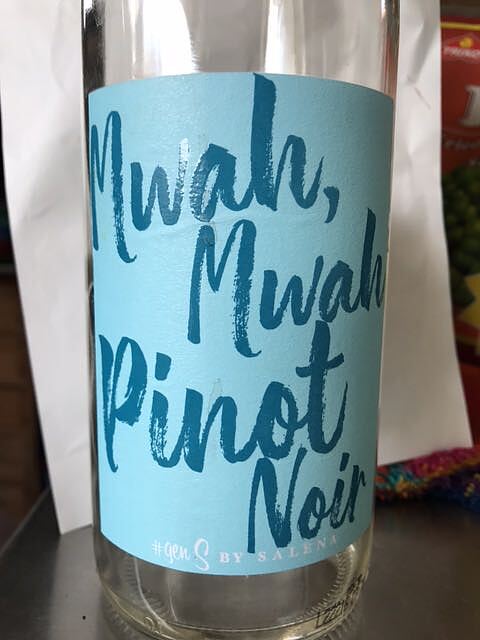 Mwah,
Mwah
Pinot
Noir
#gen S BY SALENA